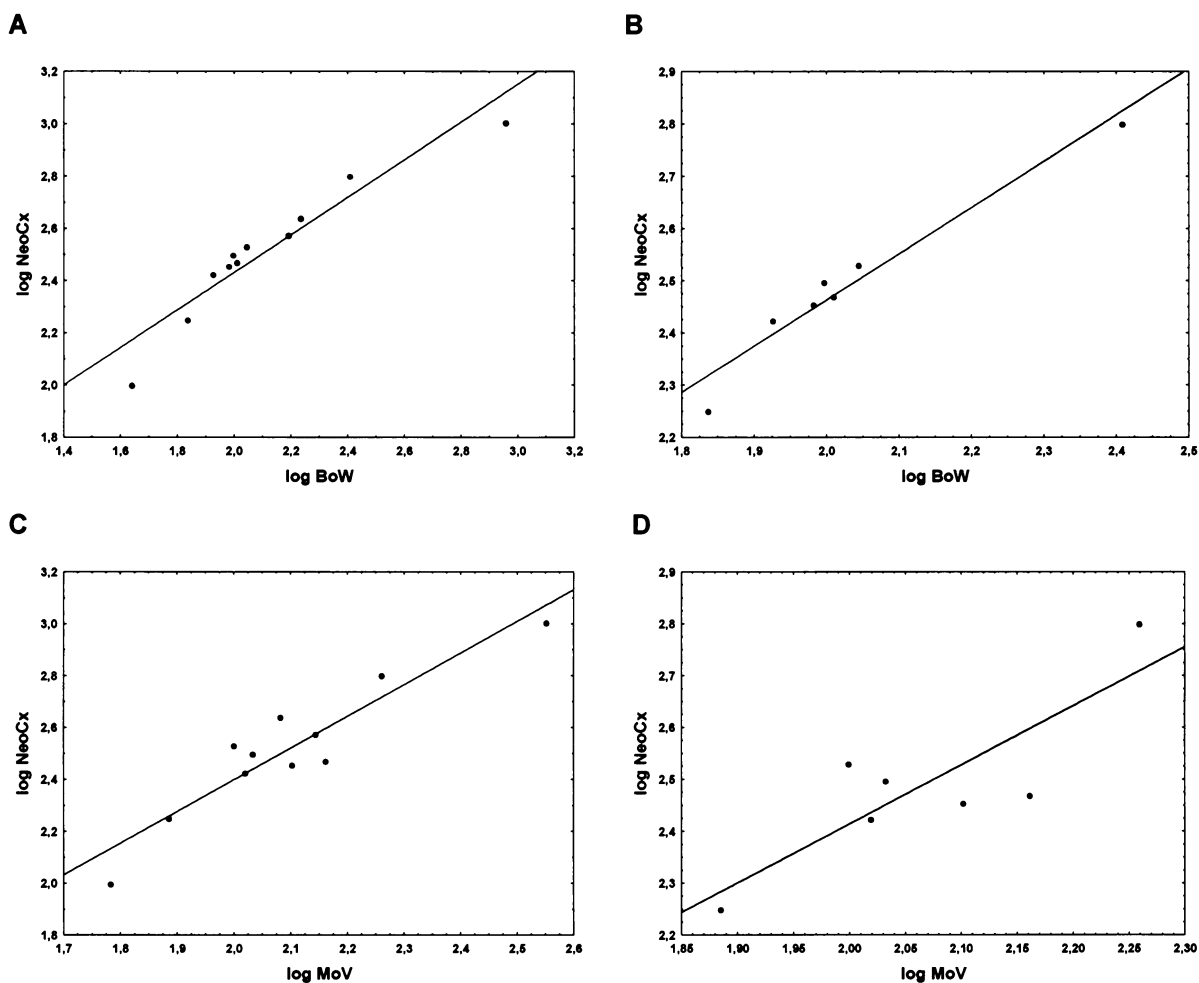 A
3,2
3,0
2,8
2,6
2,4
2,2
2,0
1,8
log NeoCx
1,4 1,6 1,8 2,0 2,2 2,4 2,6 2,8 3,0 3,2
log BoW
B
2,9
2,8
2,7
2,6
2,5
2,4
2,3
2,2
log NeoCx
1,8 1,9 2,0 2,1 2,2 2,3 2,4 2,5
log BoW
C
3,2
3,0
2,8
2,6
2,4
2,2
2,0
1,8
log NeoCx
1,7 1,8 1,9 2,0 2,1 2,2 2,3 2,4 2,5 2,6
log MoV
D
2,9
2,8
2,7
2,6
2,5
2,4
2,3
2,2
log NeoCx
1,85 1,90 1,95 2,00 2,05 2,10 2,15 2,20 2,25 2,30
log MoV